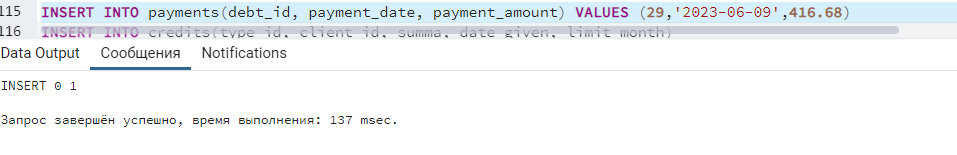 115 INSERT INTO payments(debt_id, payment_date, payment_amount) VALUES (29,'2023-06-09',416.68)
116 INSERT INTO credits(type_id, client_id, summa, date_given, limit_month)
Data Output Сообщения Notifications
INSERT 0 1
Запрос завершён успешно, время выполнения: 137 msec.